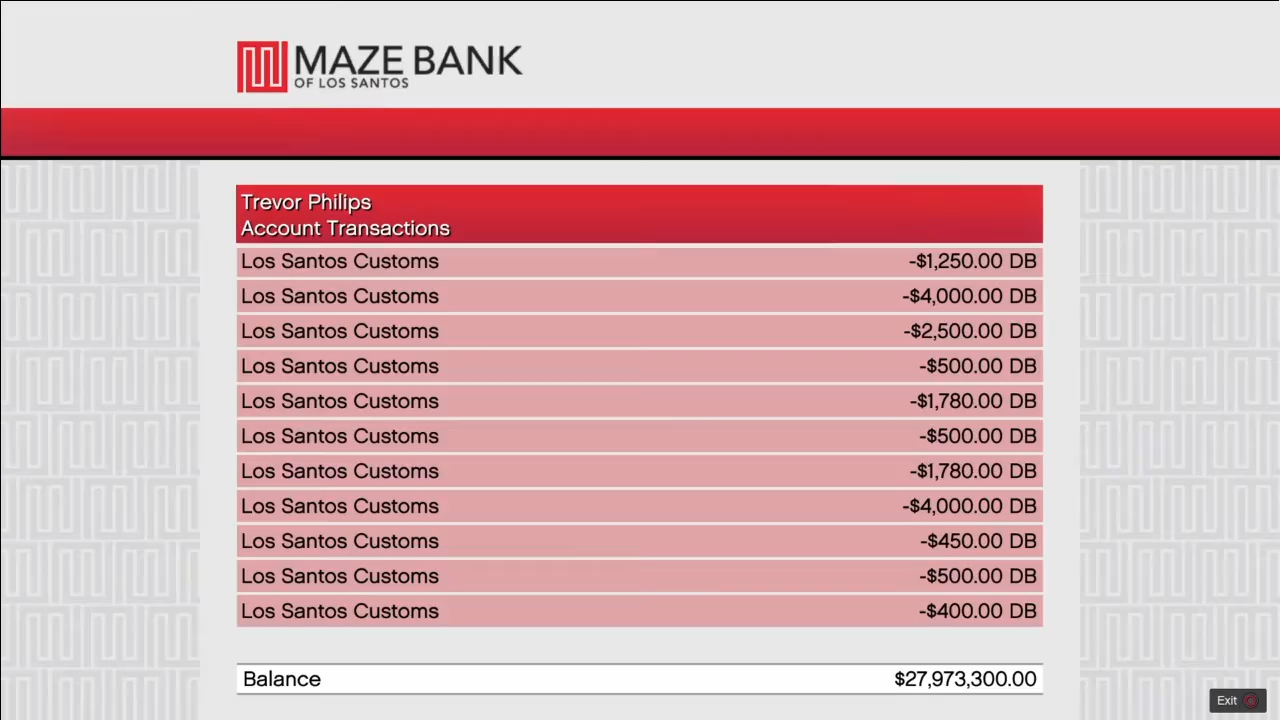 MAZE BANK
OF LOS SANTOS
Trevor Philips
Account Transactions
Los Santos Customs -$1,250.00 DB
Los Santos Customs -$4,000.00 DB
Los Santos Customs -$2,500.00 DB
Los Santos Customs -$500.00 DB
Los Santos Customs -$1,780.00 DB
Los Santos Customs -$500.00 DB
Los Santos Customs -$1,780.00 DB
Los Santos Customs -$4,000.00 DB
Los Santos Customs -$450.00 DB
Los Santos Customs -$500.00 DB
Los Santos Customs -$400.00 DB
Balance $27,973,300.00
Exit